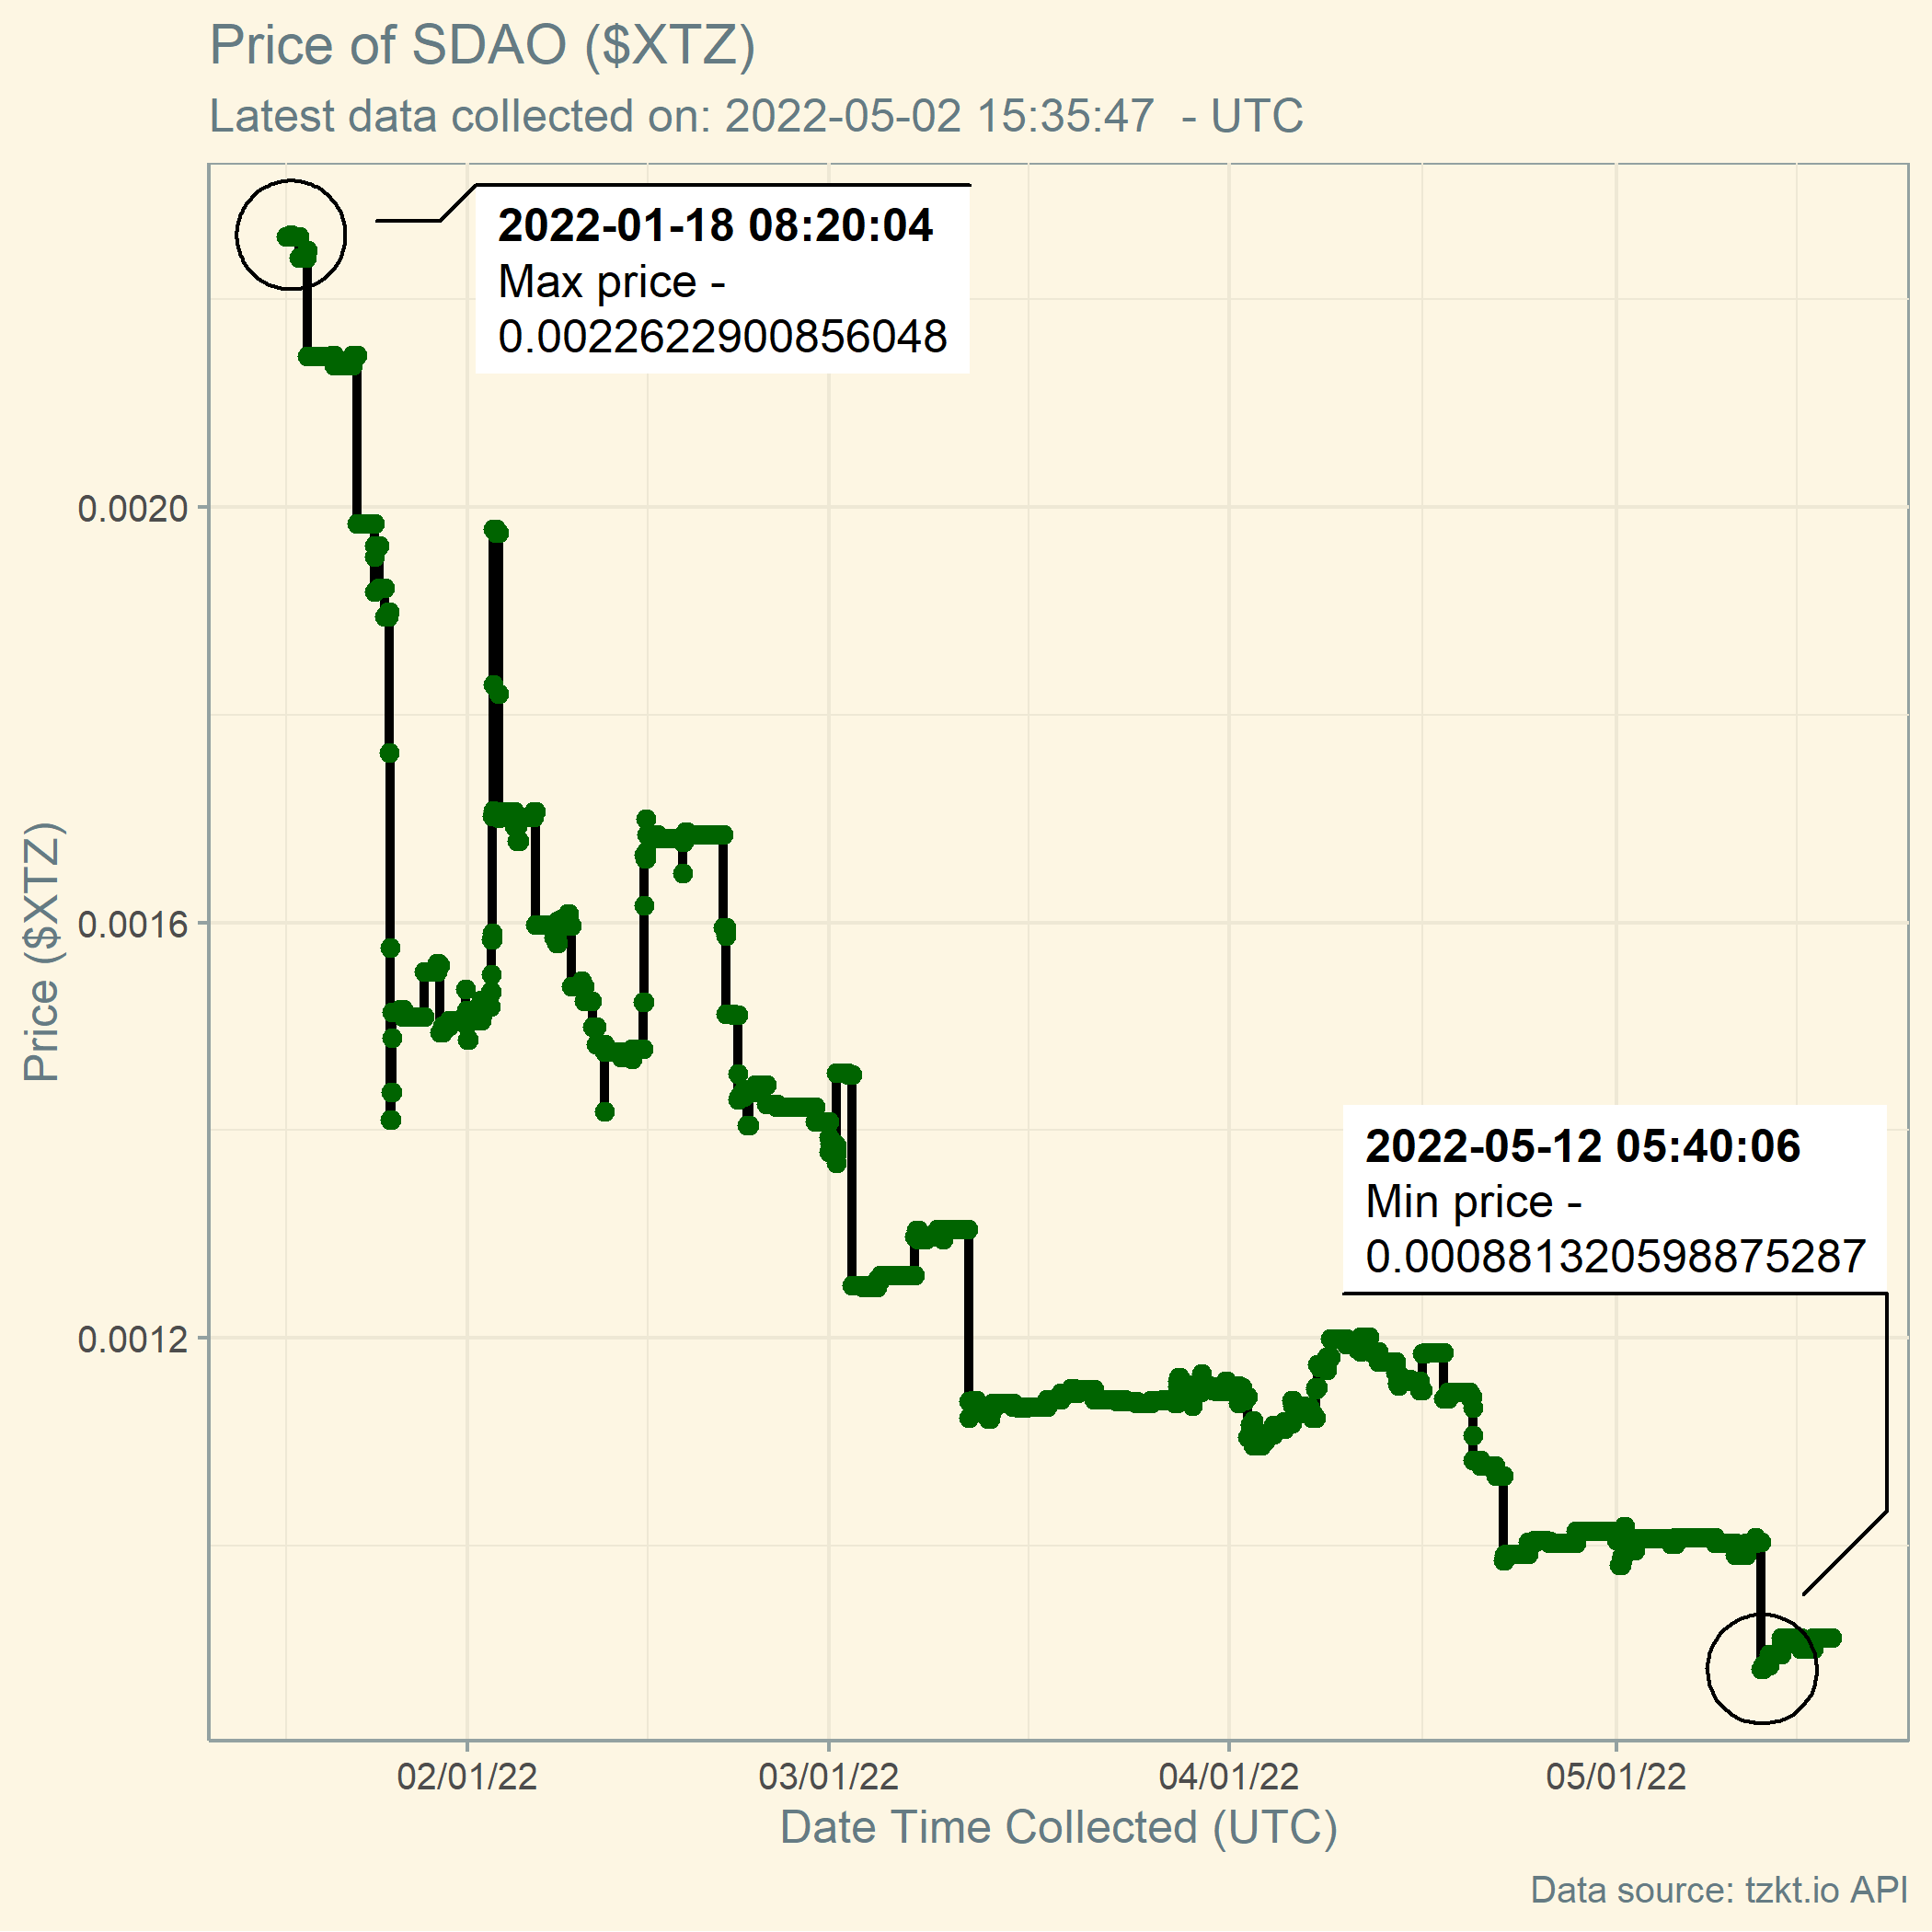 Price of SDAO ($XTZ)
Latest data collected on: 2022-05-02 15:35:47  - UTC
2022-01-18 08:20:04
Max price -
0.0022622900856048
0.0020
0.0016
0.0012
Price ($XTZ)
2022-05-12 05:40:06
Min price -
0.000881320598875287
02/01/22
03/01/22
04/01/22
05/01/22
Date Time Collected (UTC)
Data source: tzkt.io API